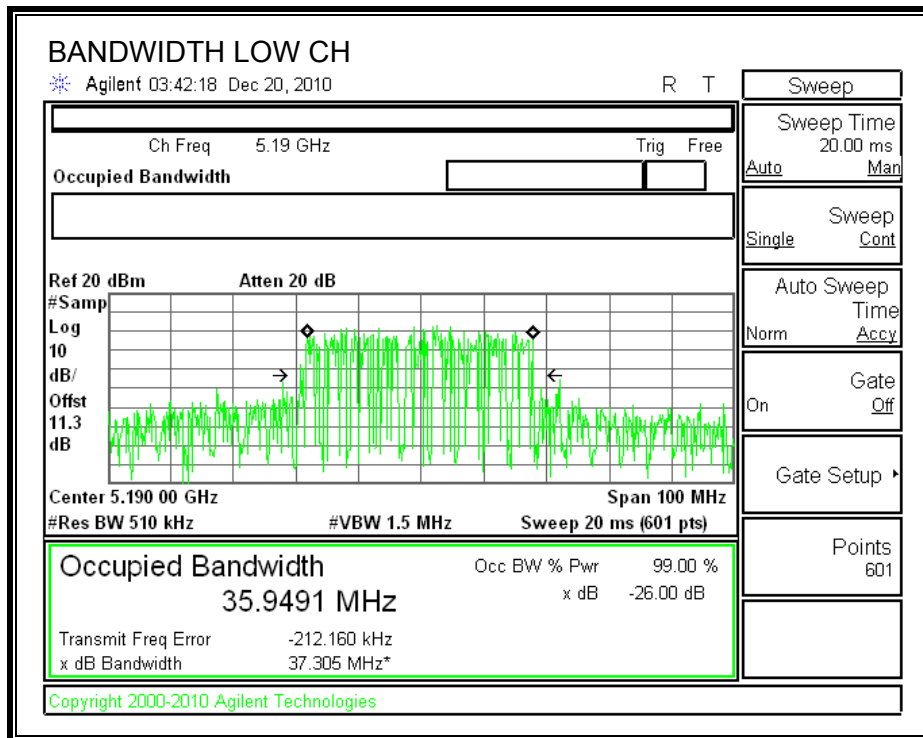 BANDWIDTH LOW CH
Agilent 03:42:18 Dec 20, 2010 R T
Ch Freq 5.19 GHz Trig Free
Occupied Bandwidth
Ref 20 dBm Atten 20 dB
#Samp
Log
10
dB/
Offst
11.3
dB
Center 5.190 00 GHz Span 100 MHz
#Res BW 510 kHz #VBW 1.5 MHz Sweep 20 ms (601 pts)
Occupied Bandwidth Occ BW % Pwr 99.00 %
35.9491 MHz x dB -26.00 dB
Transmit Freq Error -212.160 kHz
x dB Bandwidth 37.305 MHz*
Copyright 2000-2010 Agilent Technologies
Sweep
Sweep Time
20.00 ms
Auto Man
Sweep
Single Cont
Auto Sweep
Time
Norm Accy
Gate
On Off
Gate Setup
Points
601